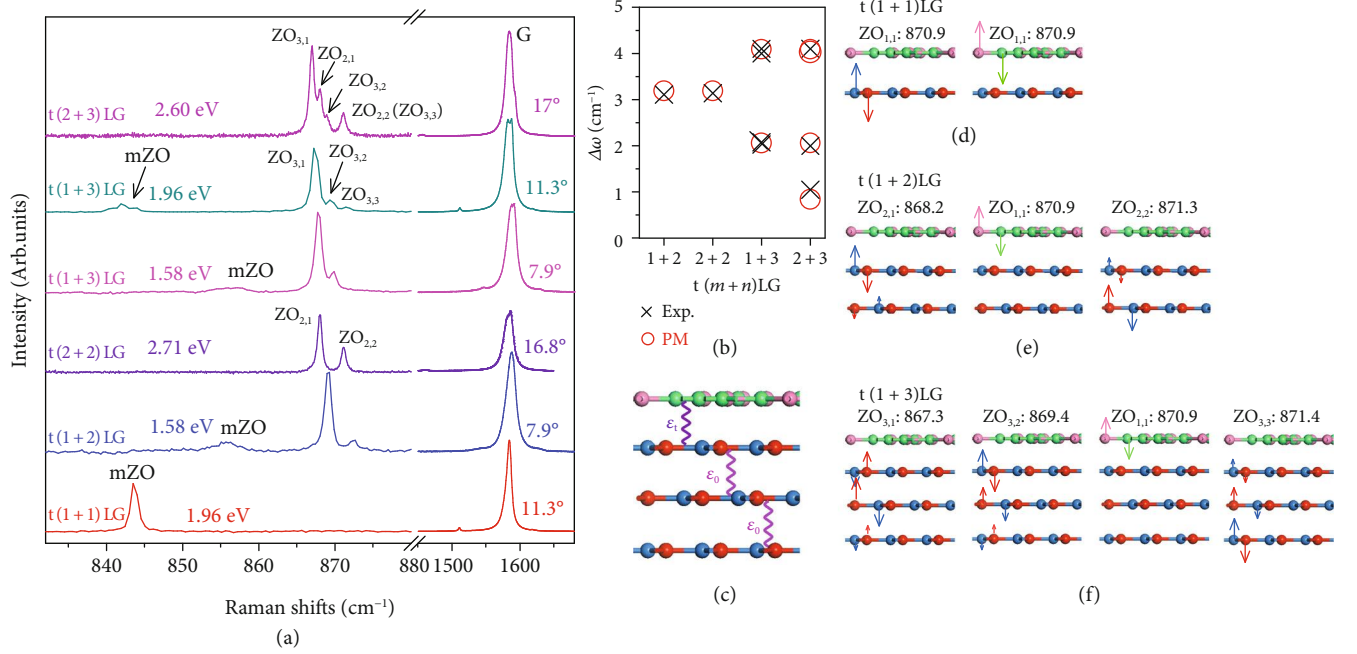 ZO3,1
ZO2,1
ZO3,2
ZO2,2 (ZO3,3)
G
t (2 + 3) LG
2.60 eV
17°
mZO
ZO3,1
ZO3,2
ZO3,3
t (1 + 3) LG
1.96 eV
11.3°
t (1 + 3) LG
1.58 eV
mZO
7.9°
ZO2,1
ZO2,2
t (2 + 2) LG
2.71 eV
16.8°
t (1 + 2) LG
1.58 eV
mZO
7.9°
mZO
t (1 + 1) LG
1.96 eV
11.3°
Intensity (Arb.units)
840 850 860 870 880 1500 1600
Raman shifts (cm−1)
(a)
5
4
3
2
1
0
Δω (cm−1)
1 + 2 2 + 2 1 + 3 2 + 3
t (m + n)LG
Exp.
PM
(b)
ε1
ε0
ε0
(c)
t (1 + 1)LG
ZO1,1: 870.9 ZO1,1: 870.9
(d)
t (1 + 2)LG
ZO2,1: 868.2 ZO1,1: 870.9 ZO2,2: 871.3
(e)
t (1 + 3)LG
ZO3,1: 867.3 ZO3,2: 869.4 ZO1,1: 870.9 ZO3,3: 871.4
(f)